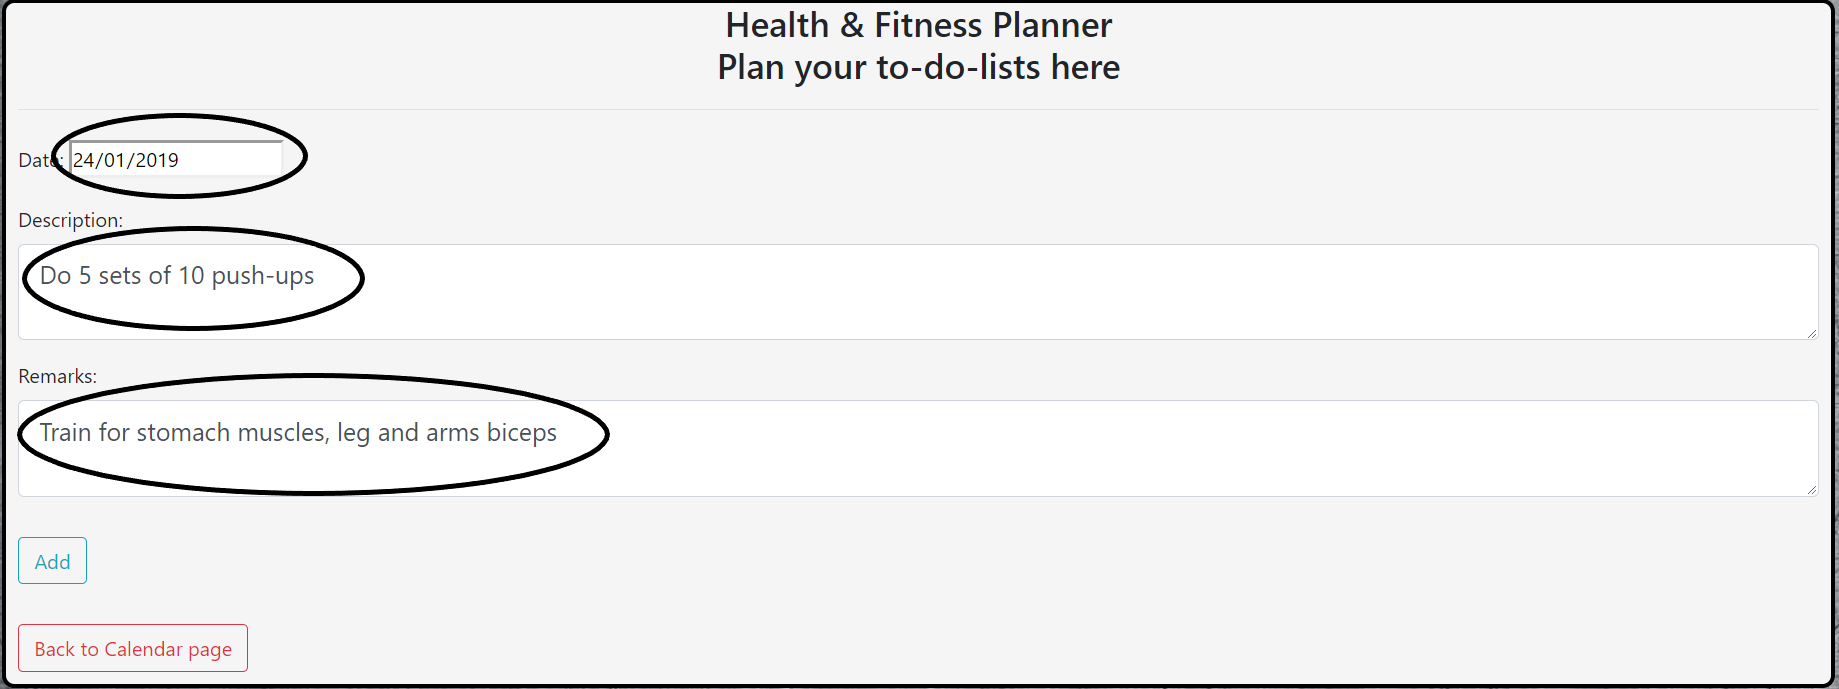 Health & Fitness Planner
Plan your to-do-lists here
Date: 24/01/2019
Description:
Do 5 sets of 10 push-ups
Remarks:
Train for stomach muscles, leg and arms biceps
Add
Back to Calendar page